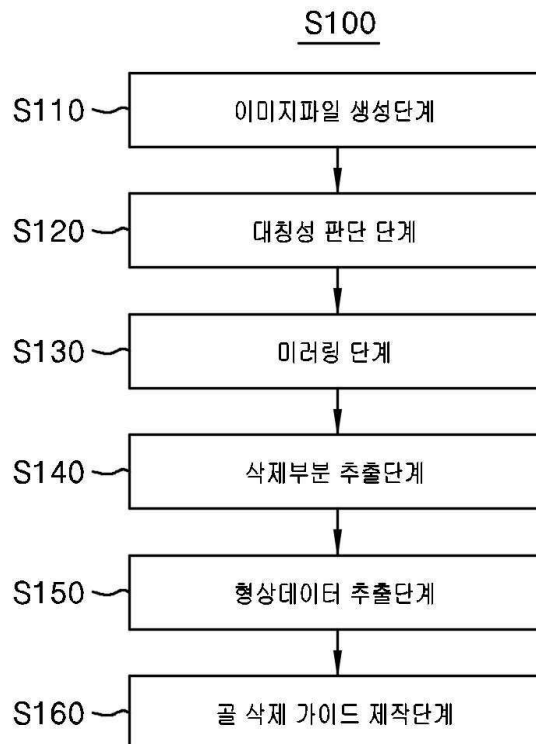 S100
S110 이미지파일 생성단계
S120 대칭성 판단 단계
S130 미러링 단계
S140 삭제부분 추출단계
S150 형상데이터 추출단계
S160 골 삭제 가이드 제작단계